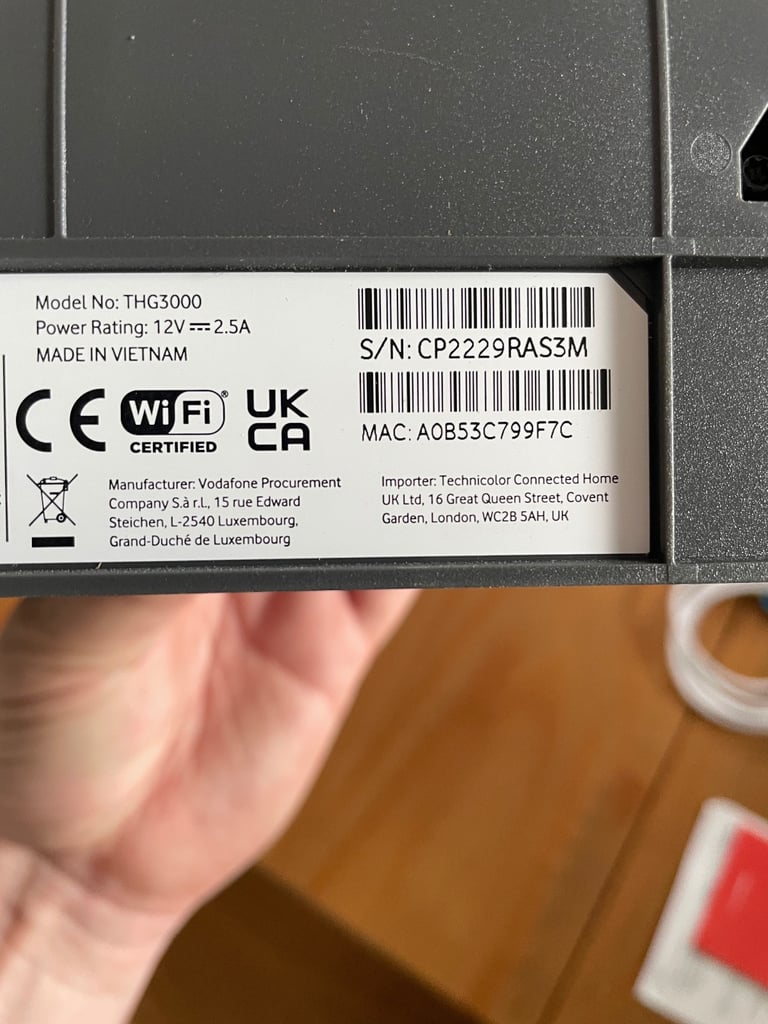 Model No: THG3000
Power Rating: 12V ⎓ 2.5A
MADE IN VIETNAM
CE
Wi Fi®
CERTIFIED
UK
CA
Manufacturer: Vodafone Procurement
Company S.à r.l., 15 rue Edward
Steichen, L-2540 Luxembourg,
Grand-Duché de Luxembourg
S/N: CP2229RAS3M
MAC: A0B53C799F7C
Importer: Technicolor Connected Home
UK Ltd, 16 Great Queen Street, Covent
Garden, London, WC2B 5AH, UK